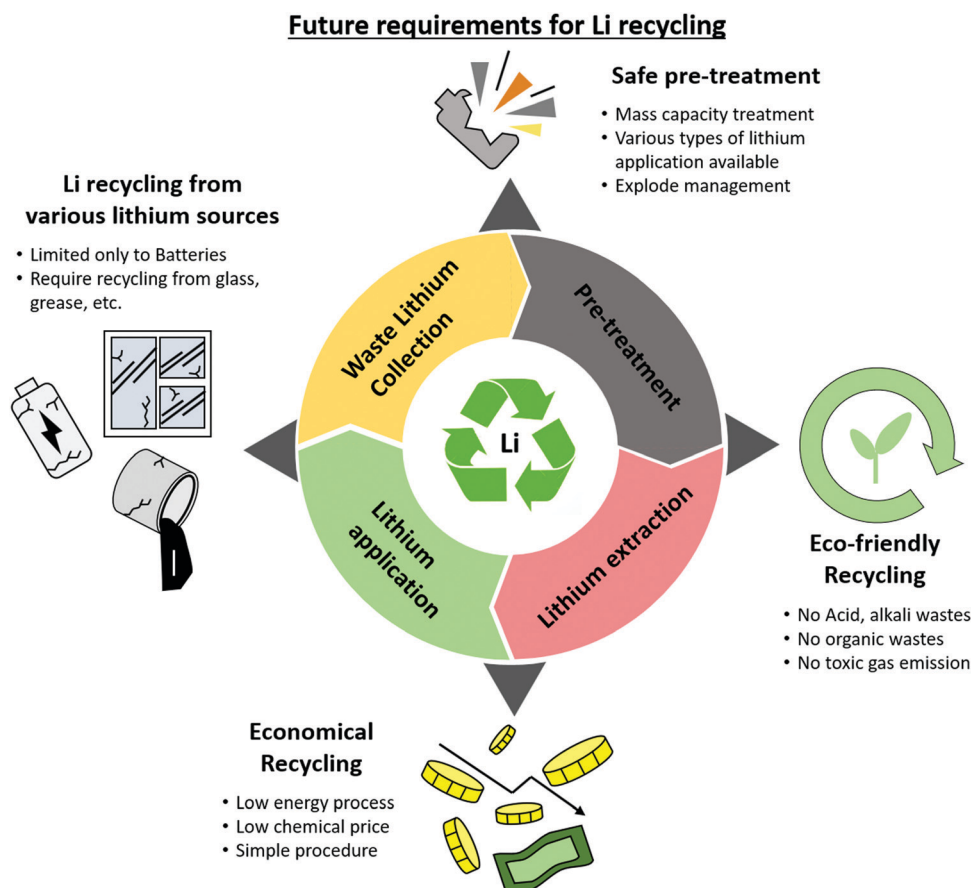 Future requirements for Li recycling
Safe pre-treatment
• Mass capacity treatment
• Various types of lithium
application available
• Explode management
Li recycling from
various lithium sources
• Limited only to Batteries
• Require recycling from glass,
grease, etc.
Waste Lithium
Collection
Pre-treatment
Li
Lithium
application
Lithium extraction
Eco-friendly
Recycling
• No Acid, alkali wastes
• No organic wastes
• No toxic gas emission
Economical
Recycling
• Low energy process
• Low chemical price
• Simple procedure